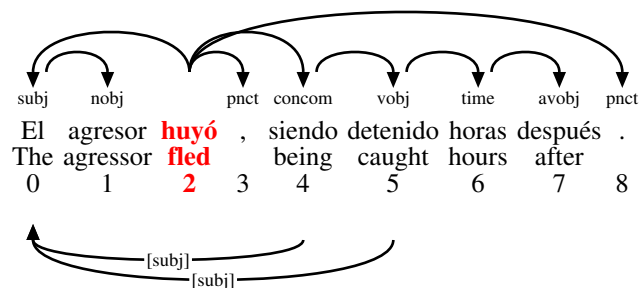 subj nobj pnct concom vobj time avobj pnct
El agresor huyó , siendo detenido horas después .
The agressor fled being caught hours after
0 1 2 3 4 5 6 7 8
[subj]
[subj]